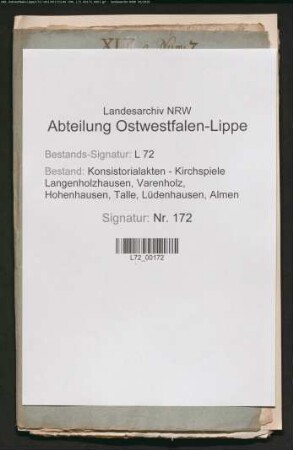 Landesarchiv NRW
Abteilung Ostwestfalen-Lippe
Bestands-Signatur: L 72
Bestand: Konsistorialakten - Kirchspiele
Langenholzhausen, Varenholz,
Hohenhausen, Talle, Lüdenhausen, Almen
Signatur: Nr. 172
L72_00172